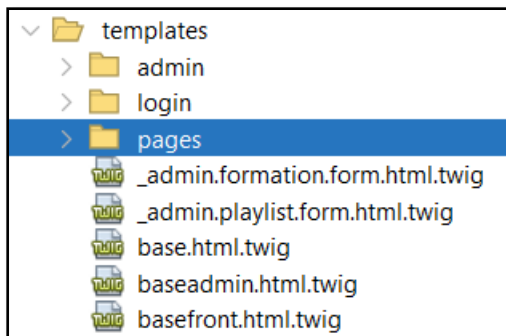 templates
admin
login
pages
_admin.formation.form.html.twig
_admin.playlist.form.html.twig
base.html.twig
baseadmin.html.twig
basefront.html.twig